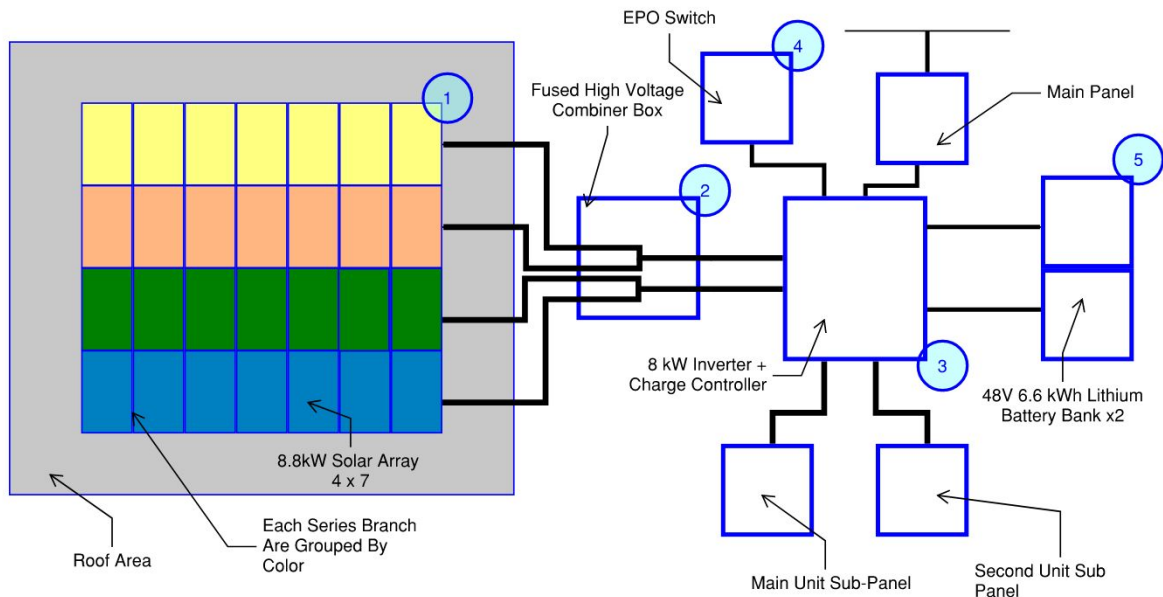 EPO Switch
4
Fused High Voltage
Combiner Box
Main Panel
1
2
5
8 kW Inverter +
Charge Controller
3
48V 6.6 kWh Lithium
Battery Bank x2
8.8kW Solar Array
4 x 7
Each Series Branch
Are Grouped By
Color
Roof Area
Main Unit Sub-Panel
Second Unit Sub
Panel